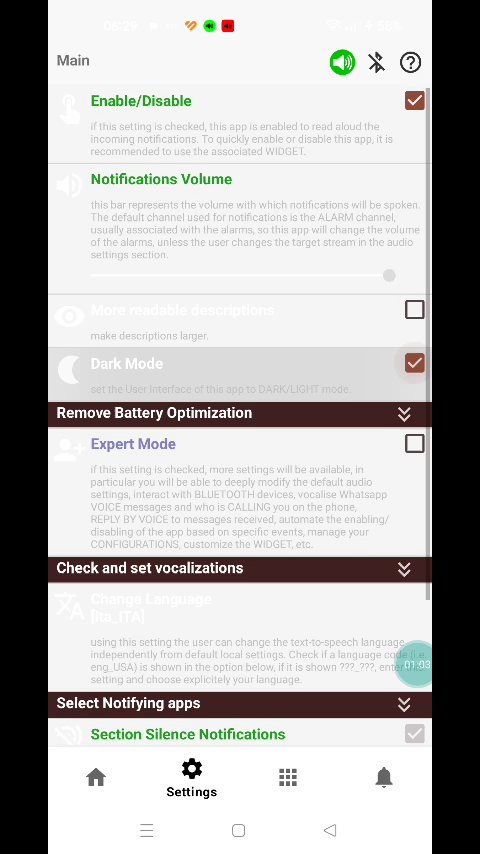 06:29
58%
Main
Enable/Disable
if this setting is checked, this app is enabled to read aloud the
incoming notifications. To quickly enable or disable this app, it is
recommended to use the associated WIDGET.
Notifications Volume
this bar represents the volume with which notifications will be spoken.
The default channel used for notifications is the ALARM channel,
usually associated with the alarms, so this app will change the volume
of the alarms, unless the user changes the target stream in the audio
settings section.
More readable descriptions
make descriptions larger.
Dark Mode
set the User Interface of this app to DARK/LIGHT mode.
Remove Battery Optimization
Expert Mode
if this setting is checked, more settings will be available, in
particular you will be able to deeply modify the default audio
settings, interact with BLUETOOTH devices, vocalise Whatsapp
VOICE messages and who is CALLING you on the phone,
REPLY BY VOICE to messages received, automate the enabling/
disabling of the app based on specific events, manage your
CONFIGURATIONS, customize the WIDGET, etc.
Check and set vocalizations
Change Language
[ita_ITA]
using this setting the user can change the text-to-speech language
independently from default local settings. Check if a language code (i.e.
eng_USA) is shown in the option below, if it is shown ???_???, enter
setting and choose explicitely your language.
01:03
Select Notifying apps
Section Silence Notifications
Settings